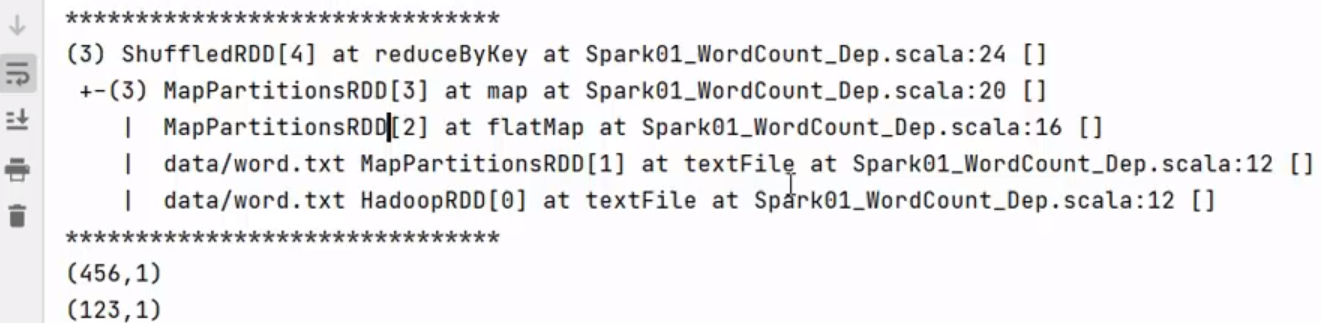 *******************************
(3) ShuffledRDD[4] at reduceByKey at Spark01_WordCount_Dep.scala:24 []
 +-(3) MapPartitionsRDD[3] at map at Spark01_WordCount_Dep.scala:20 []
    |  MapPartitionsRDD[2] at flatMap at Spark01_WordCount_Dep.scala:16 []
    |  data/word.txt MapPartitionsRDD[1] at textFile at Spark01_WordCount_Dep.scala:12 []
    |  data/word.txt HadoopRDD[0] at textFile at Spark01_WordCount_Dep.scala:12 []
*******************************
(456,1)
(123,1)